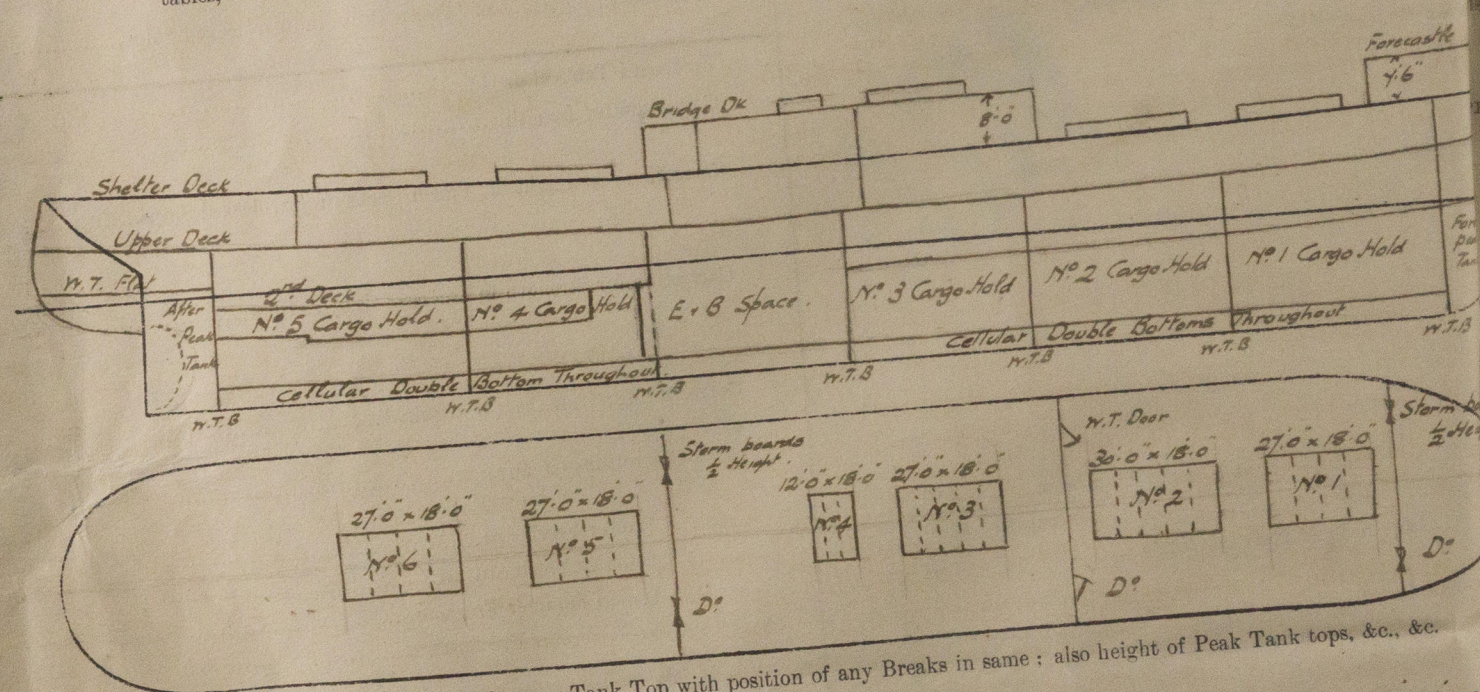 tables,
Forecastle
7'·6"
Bridge Dk
8'·0"
Shelter Deck
Upper Deck
W.T. Flat
2nd Deck
After
Peak
Tank
No 5 Cargo Hold.
No 4 Cargo Hold
E & B Space.
No 3 Cargo Hold
No 2 Cargo Hold
No 1 Cargo Hold
Cellular Double Bottom Throughout
Cellular Double Bottoms Throughout
W.T.B
W.T.B
W.T.B
W.T.B
W.T.B
W.T.B
W.T.B
Storm boards
½ Height.
W.T. Door
Storm
½
27'·0" × 18'·0"
27'·0" × 18'·0"
12'·0" × 18'·0"
27'·0" × 18'·0"
30'·0" × 18'·0"
27'·0" × 18'·0"
No 6
No 5
No 4
No 3
No 2
No 1
Do
Do
Do
Tank Top with position of any Breaks in same ; also height of Peak Tank tops, &c., &c.